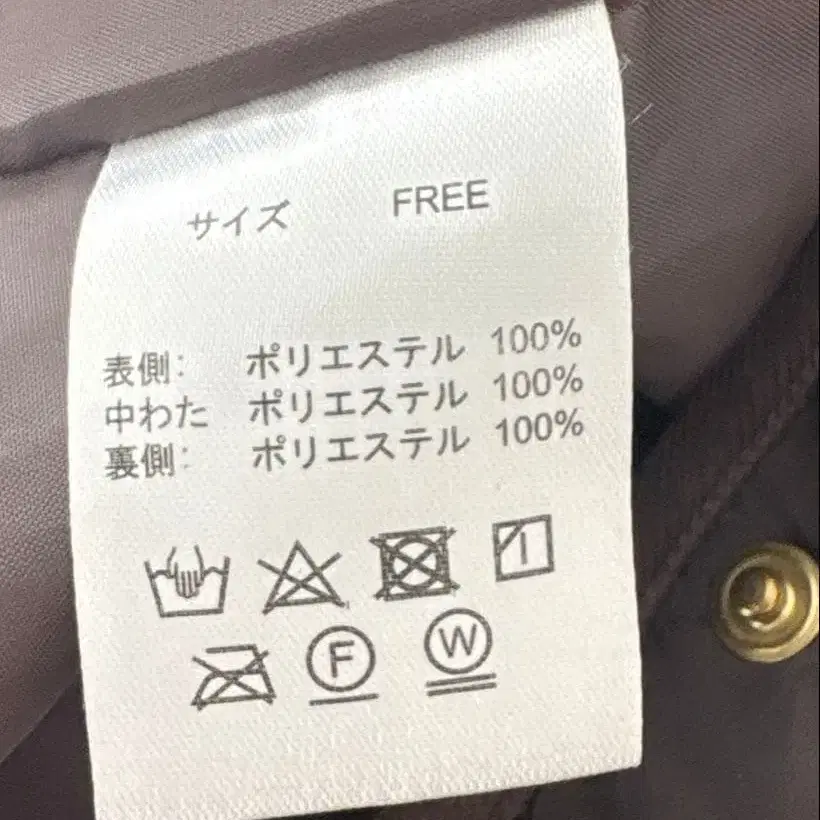 サイズ FREE
表側: ポリエステル 100%
中わた ポリエステル 100%
裏側: ポリエステル 100%
F W